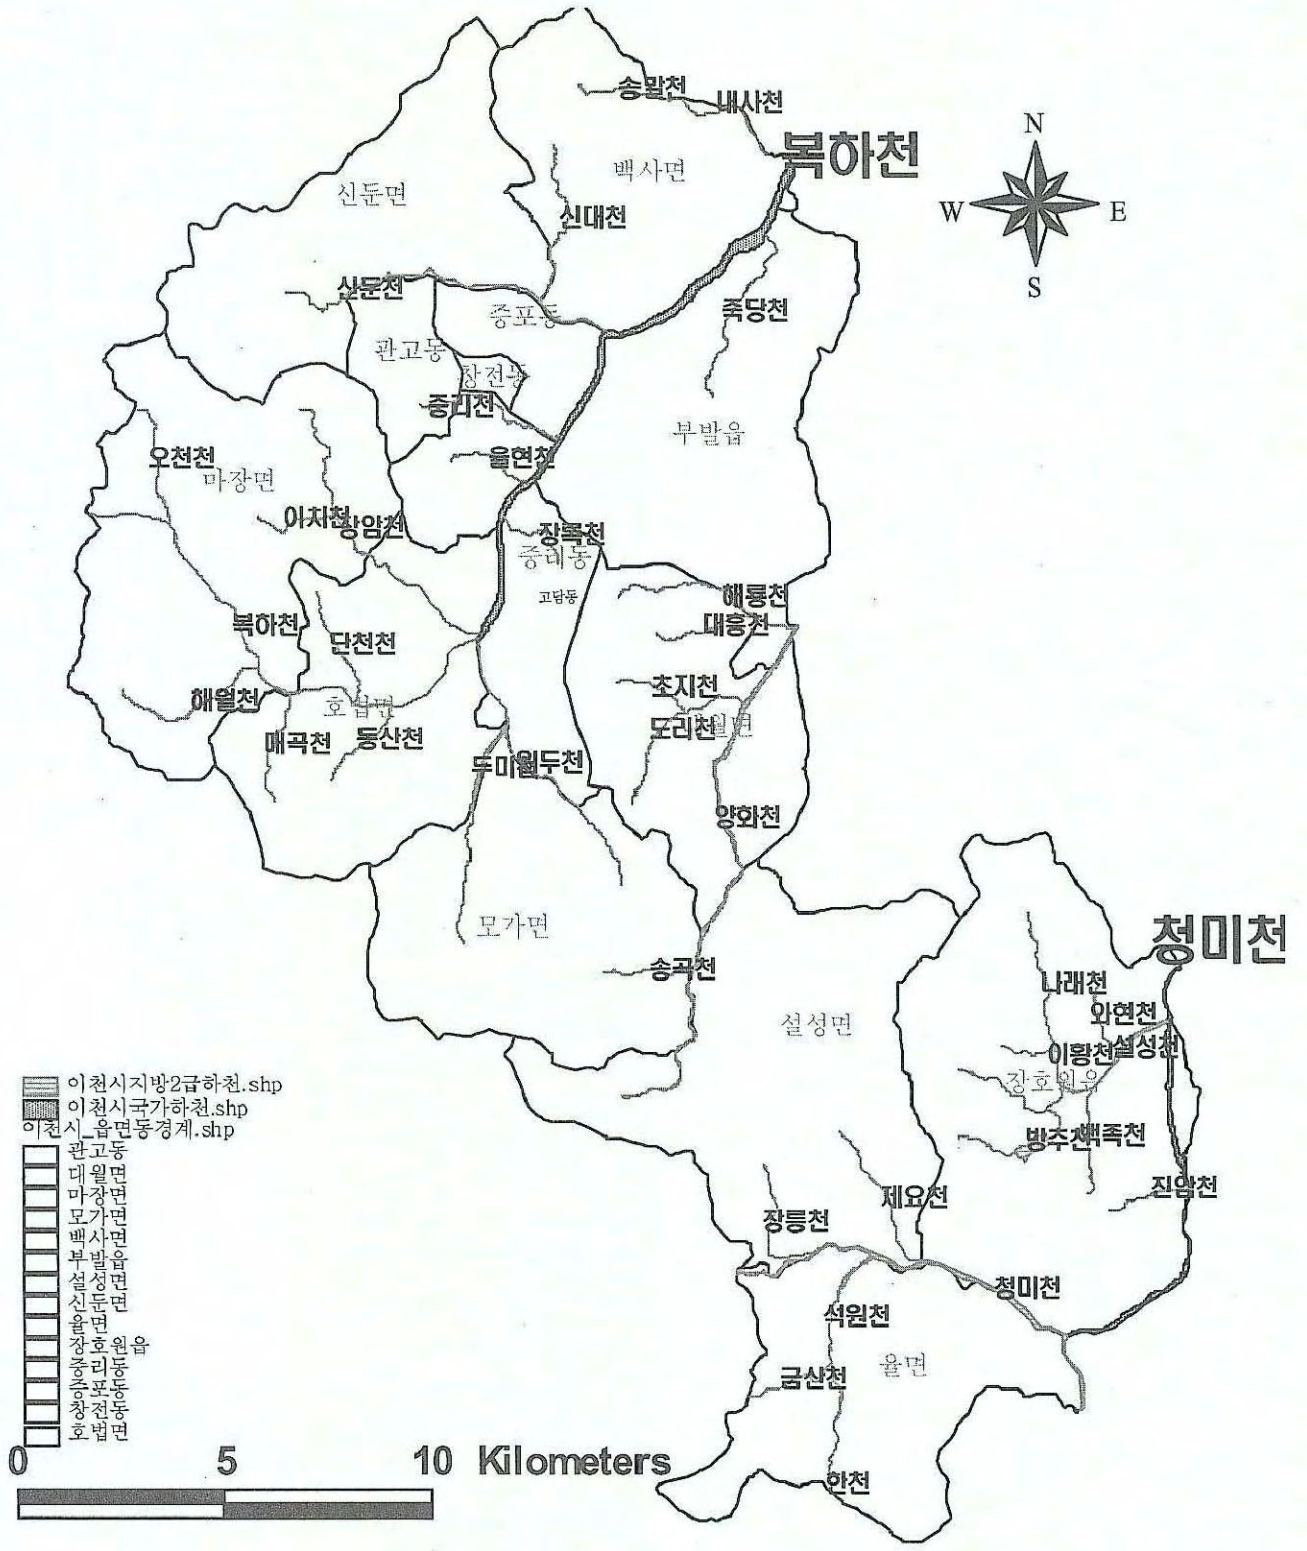 송말천
내사천
복하천
백사면
신둔면
신대천
N
W
E
S
신둔천
죽당천
증포동
관고동
창전동
중리천
부발읍
오천천
마장면
율현천
이치천
장암천
장록천
중리동
고담동
해룡천
대흥천
복하천
단천천
초지천
해월천
호법면
도리천
월면
매곡천
동산천
두미
원두천
양화천
모가면
청미천
송곡천
나래천
설성면
와현천
이황천
설성천
장호원읍
방추천
백족천
진암천
제요천
장릉천
청미천
석원천
율면
금산천
한천
이천시지방2급하천.shp
이천시국가하천.shp
이천시_읍면동경계.shp
관고동
대월면
마장면
모가면
백사면
부발읍
설성면
신둔면
율면
장호원읍
중리동
증포동
창전동
호법면
0 5 10 Kilometers